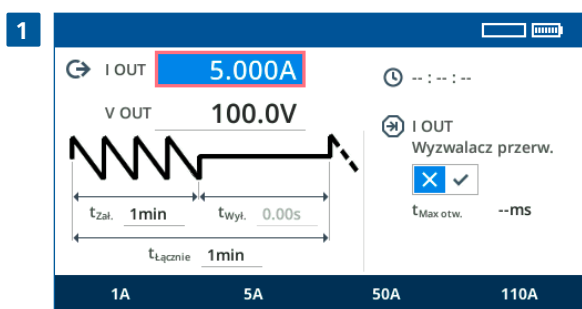 1
I OUT 5.000A
-- : -- : --
V OUT 100.0V
I OUT
Wyzwalacz przerw.
tZał. 1min tWył. 0.00s
tMax otw. --ms
tŁącznie 1min
1A 5A 50A 110A